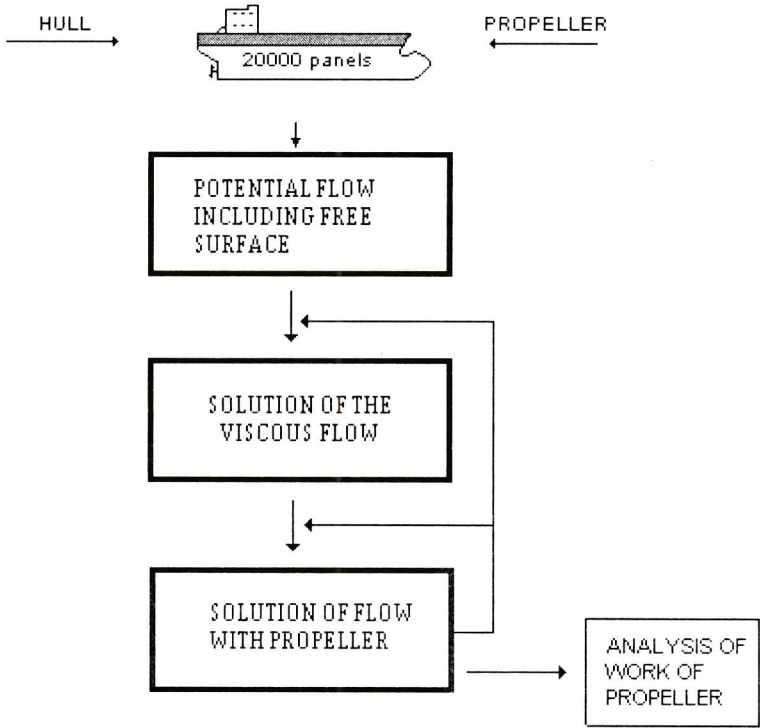 HULL
PROPELLER
20000 panels
POTENTIAL FLOW
INCLUDING FREE
SURFACE
SOLUTION OF THE
VISCOUS FLOW
SOLUTION OF FLOW
WITH PROPELLER
ANALYSIS OF
WORK OF
PROPELLER